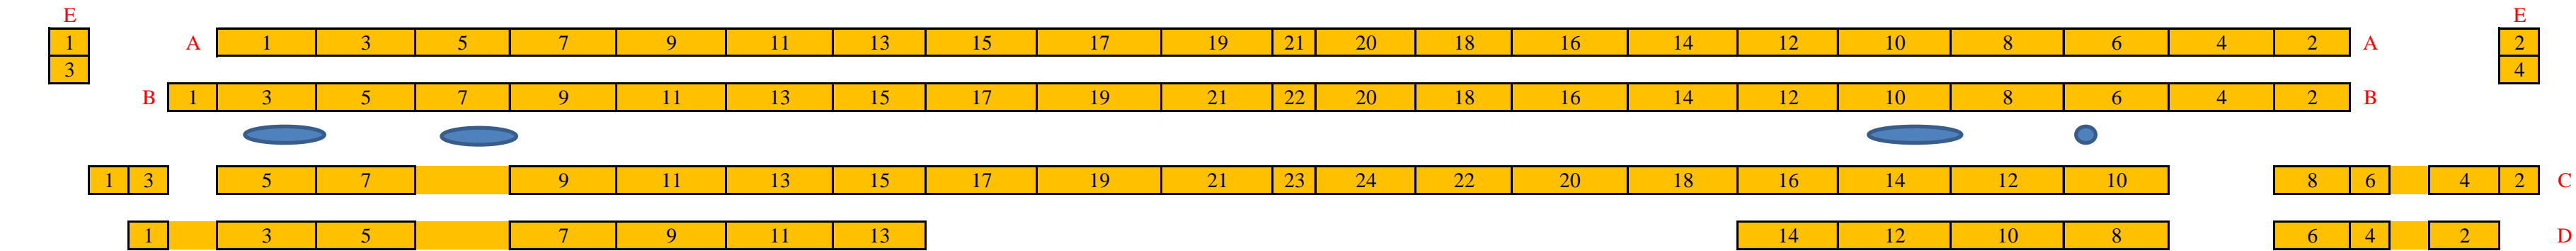 E E
1 A 1 3 5 7 9 11 13 15 17 19 21 20 18 16 14 12 10 8 6 4 2 A 2
3 4
B 1 3 5 7 9 11 13 15 17 19 21 22 20 18 16 14 12 10 8 6 4 2 B
1 3 5 7 9 11 13 15 17 19 21 23 24 22 20 18 16 14 12 10 8 6 4 2 C
1 3 5 7 9 11 13 14 12 10 8 6 4 2 D